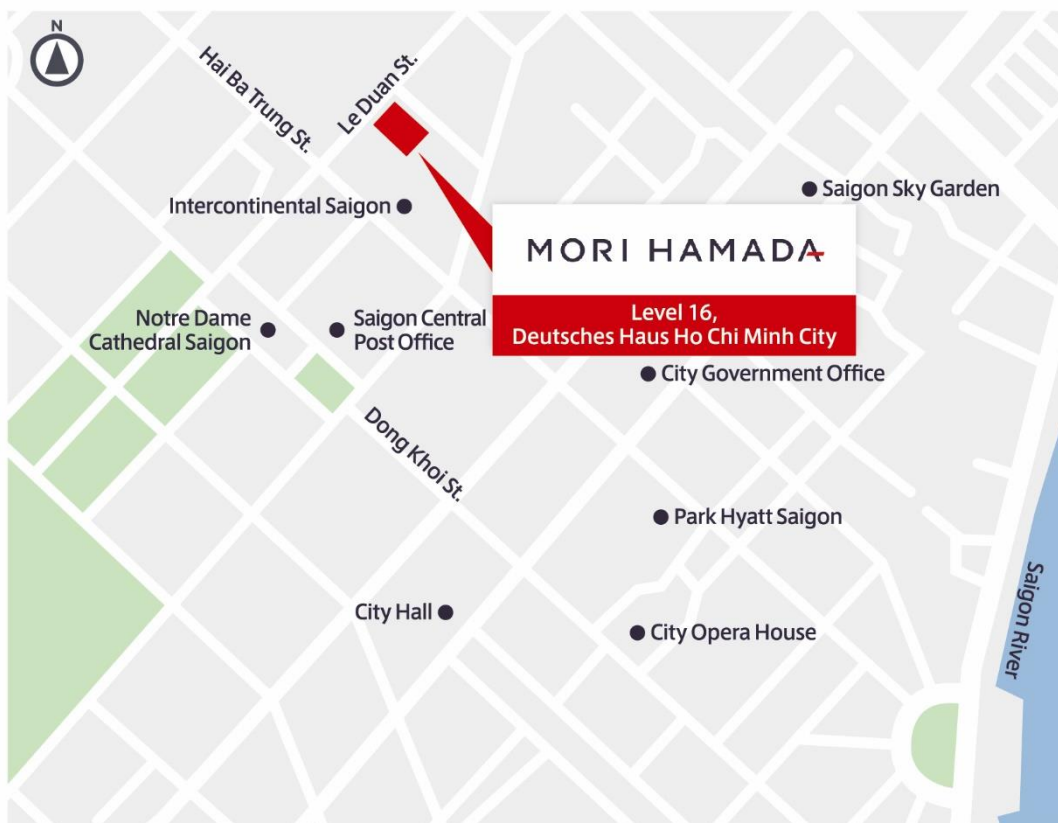 N
Hai Ba Trung St.
Le Duan St.
Intercontinental Saigon
Saigon Sky Garden
MORI HAMADA
Level 16,
Deutsches Haus Ho Chi Minh City
Notre Dame
Cathedral Saigon
Saigon Central
Post Office
City Government Office
Dong Khoi St.
Park Hyatt Saigon
City Hall
City Opera House
Saigon River